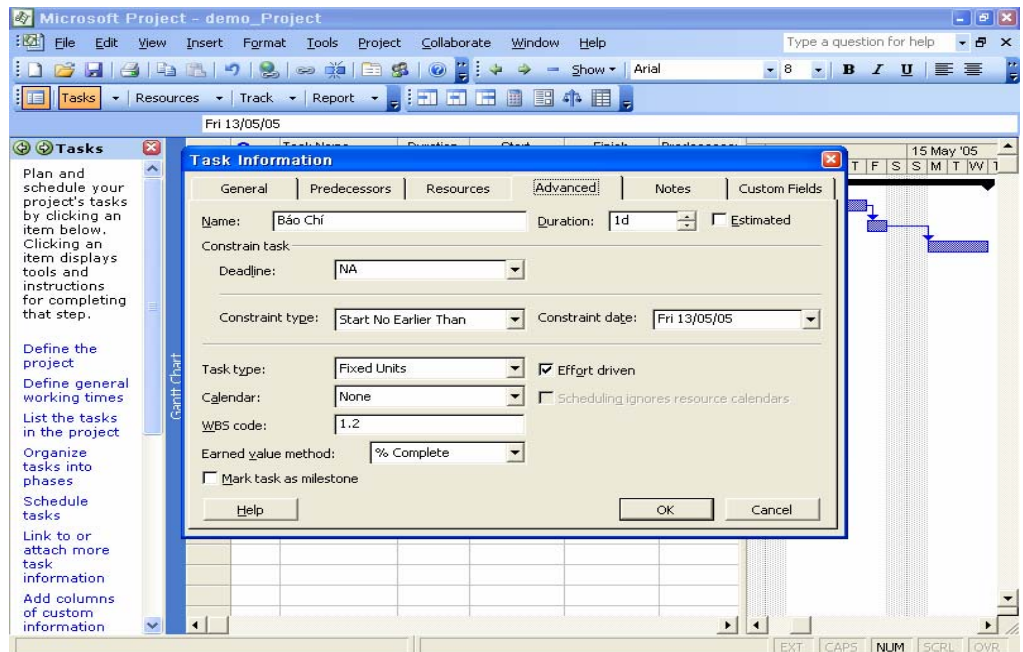 Microsoft Project - demo_Project
File Edit View Insert Format Tools Project Collaborate Window Help Type a question for help
Show Arial 8 B I U
Tasks Resources Track Report
Fri 13/05/05
Tasks
Plan and
schedule your
project's tasks
by clicking an
item below.
Clicking an
item displays
tools and
instructions
for completing
that step.
Define the
project
Define general
working times
List the tasks
in the project
Organize
tasks into
phases
Schedule
tasks
Link to or
attach more
task
information
Add columns
of custom
information
Gantt Chart
Task Information
General Predecessors Resources Advanced Notes Custom Fields
Name: Báo Chí Duration: 1d Estimated
Constrain task
Deadline: NA
Constraint type: Start No Earlier Than Constraint date: Fri 13/05/05
Task type: Fixed Units Effort driven
Calendar: None Scheduling ignores resource calendars
WBS code: 1.2
Earned value method: % Complete
Mark task as milestone
Help OK Cancel
15 May '05
T F S S M T W T
EXT CAPS NUM SCRL OVR